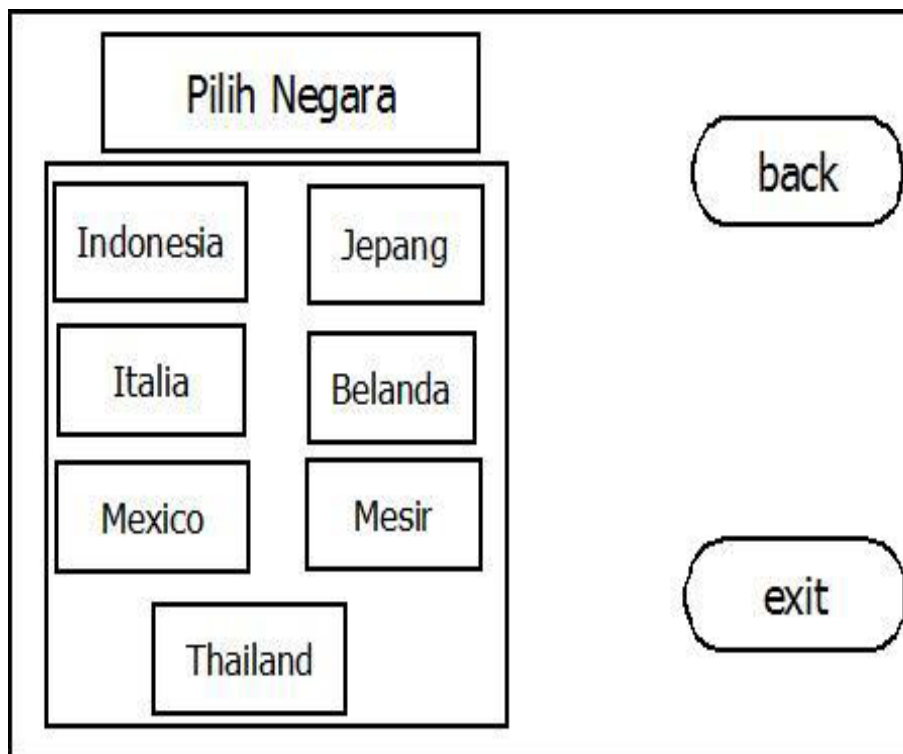 Pilih Negara
back
Indonesia
Jepang
Italia
Belanda
Mexico
Mesir
exit
Thailand